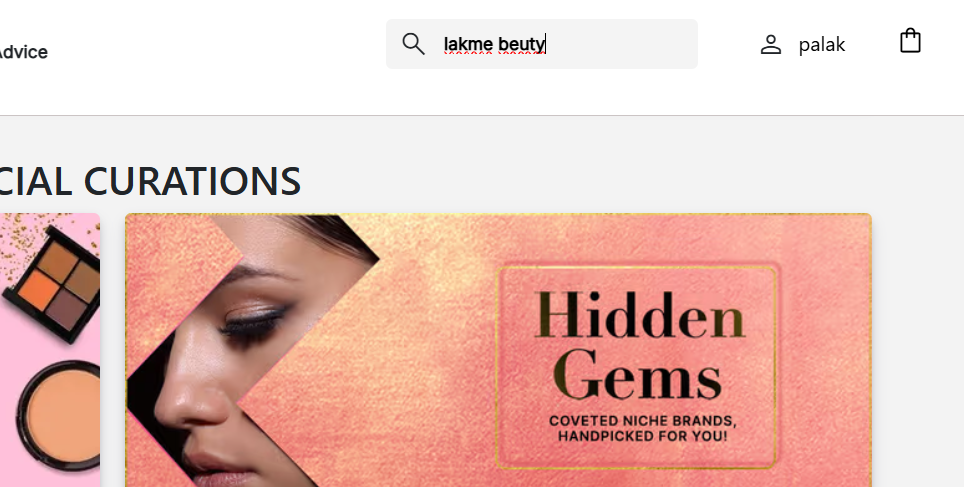 Advice
lakme beuty
palak
CIAL CURATIONS
Hidden
Gems
COVETED NICHE BRANDS,
HANDPICKED FOR YOU!